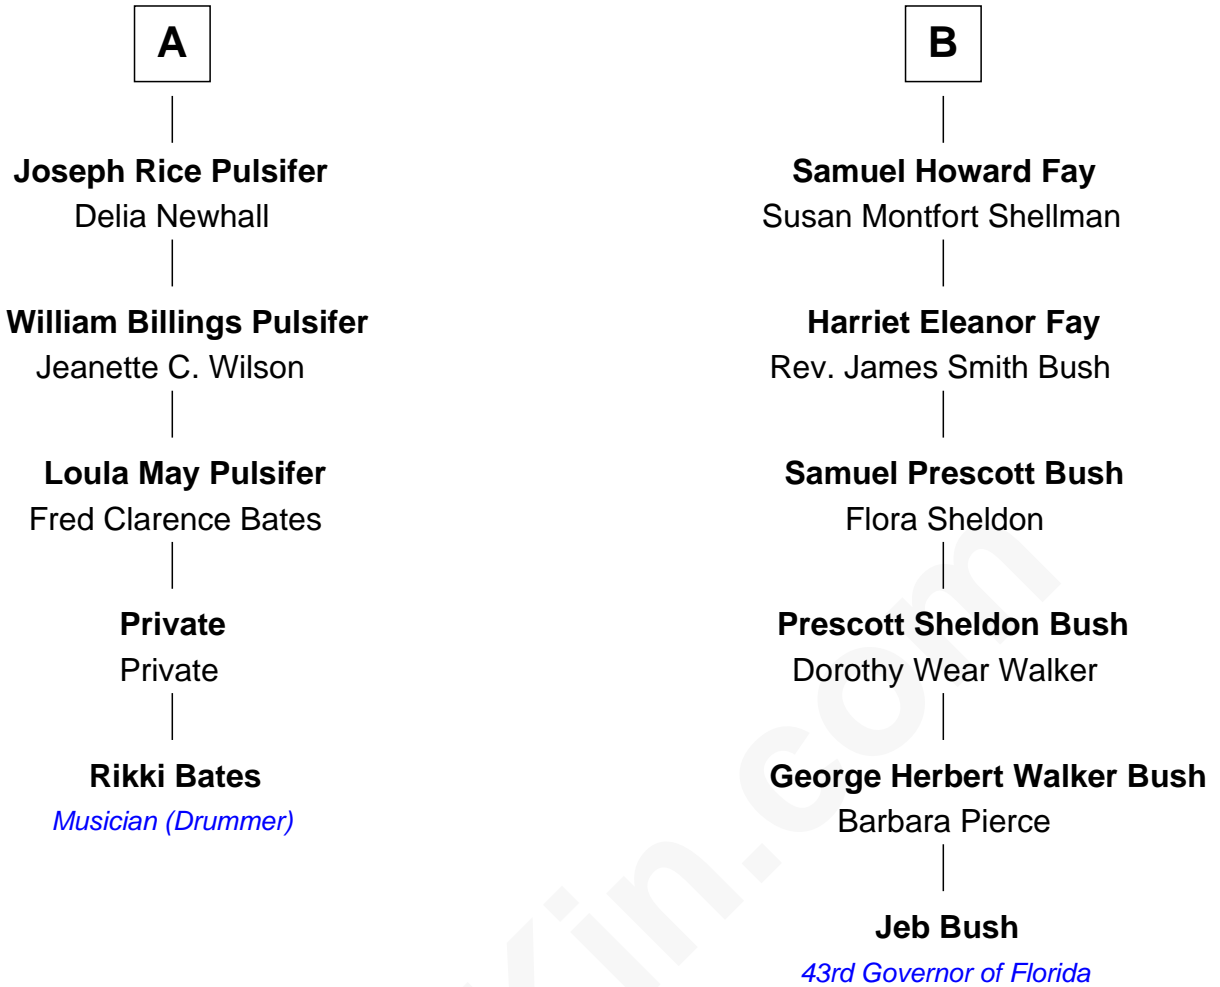 A
Joseph Rice Pulsifer
Delia Newhall
William Billings Pulsifer
Jeanette C. Wilson
Loula May Pulsifer
Fred Clarence Bates
Private
Private
Rikki Bates
Musician (Drummer)
B
Samuel Howard Fay
Susan Montfort Shellman
Harriet Eleanor Fay
Rev. James Smith Bush
Samuel Prescott Bush
Flora Sheldon
Prescott Sheldon Bush
Dorothy Wear Walker
George Herbert Walker Bush
Barbara Pierce
Jeb Bush
43rd Governor of Florida
Kin.com